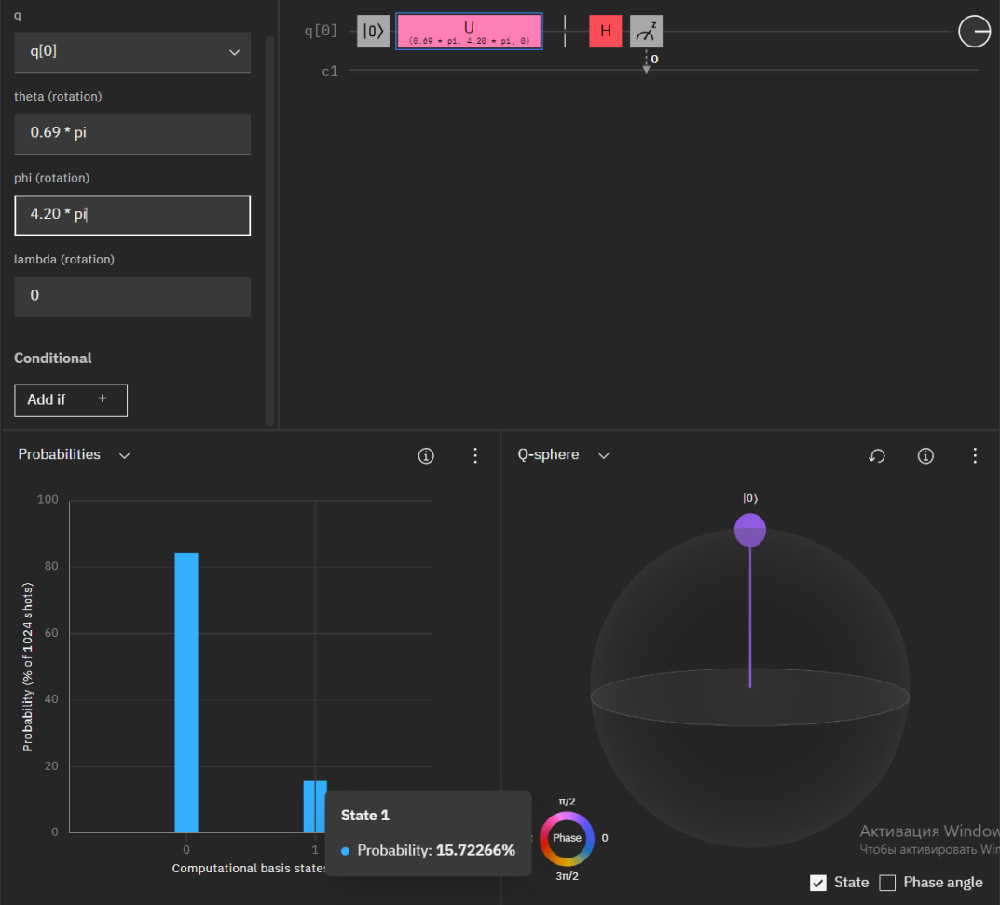 q
q[0]
theta (rotation)
0.69 * pi
phi (rotation)
4.20 * pi
lambda (rotation)
0
Conditional
Add if +
q[0] |0⟩ U H z
(0.69 * pi, 4.20 * pi, 0)
0
c1
Probabilities
Probability (% of 1024 shots)
100
80
60
40
20
0
0 1
Computational basis states
State 1
Probability: 15.72266%
Q-sphere
|0⟩
π/2
Phase 0
3π/2
Активация Window
Чтобы активировать Win
State Phase angle